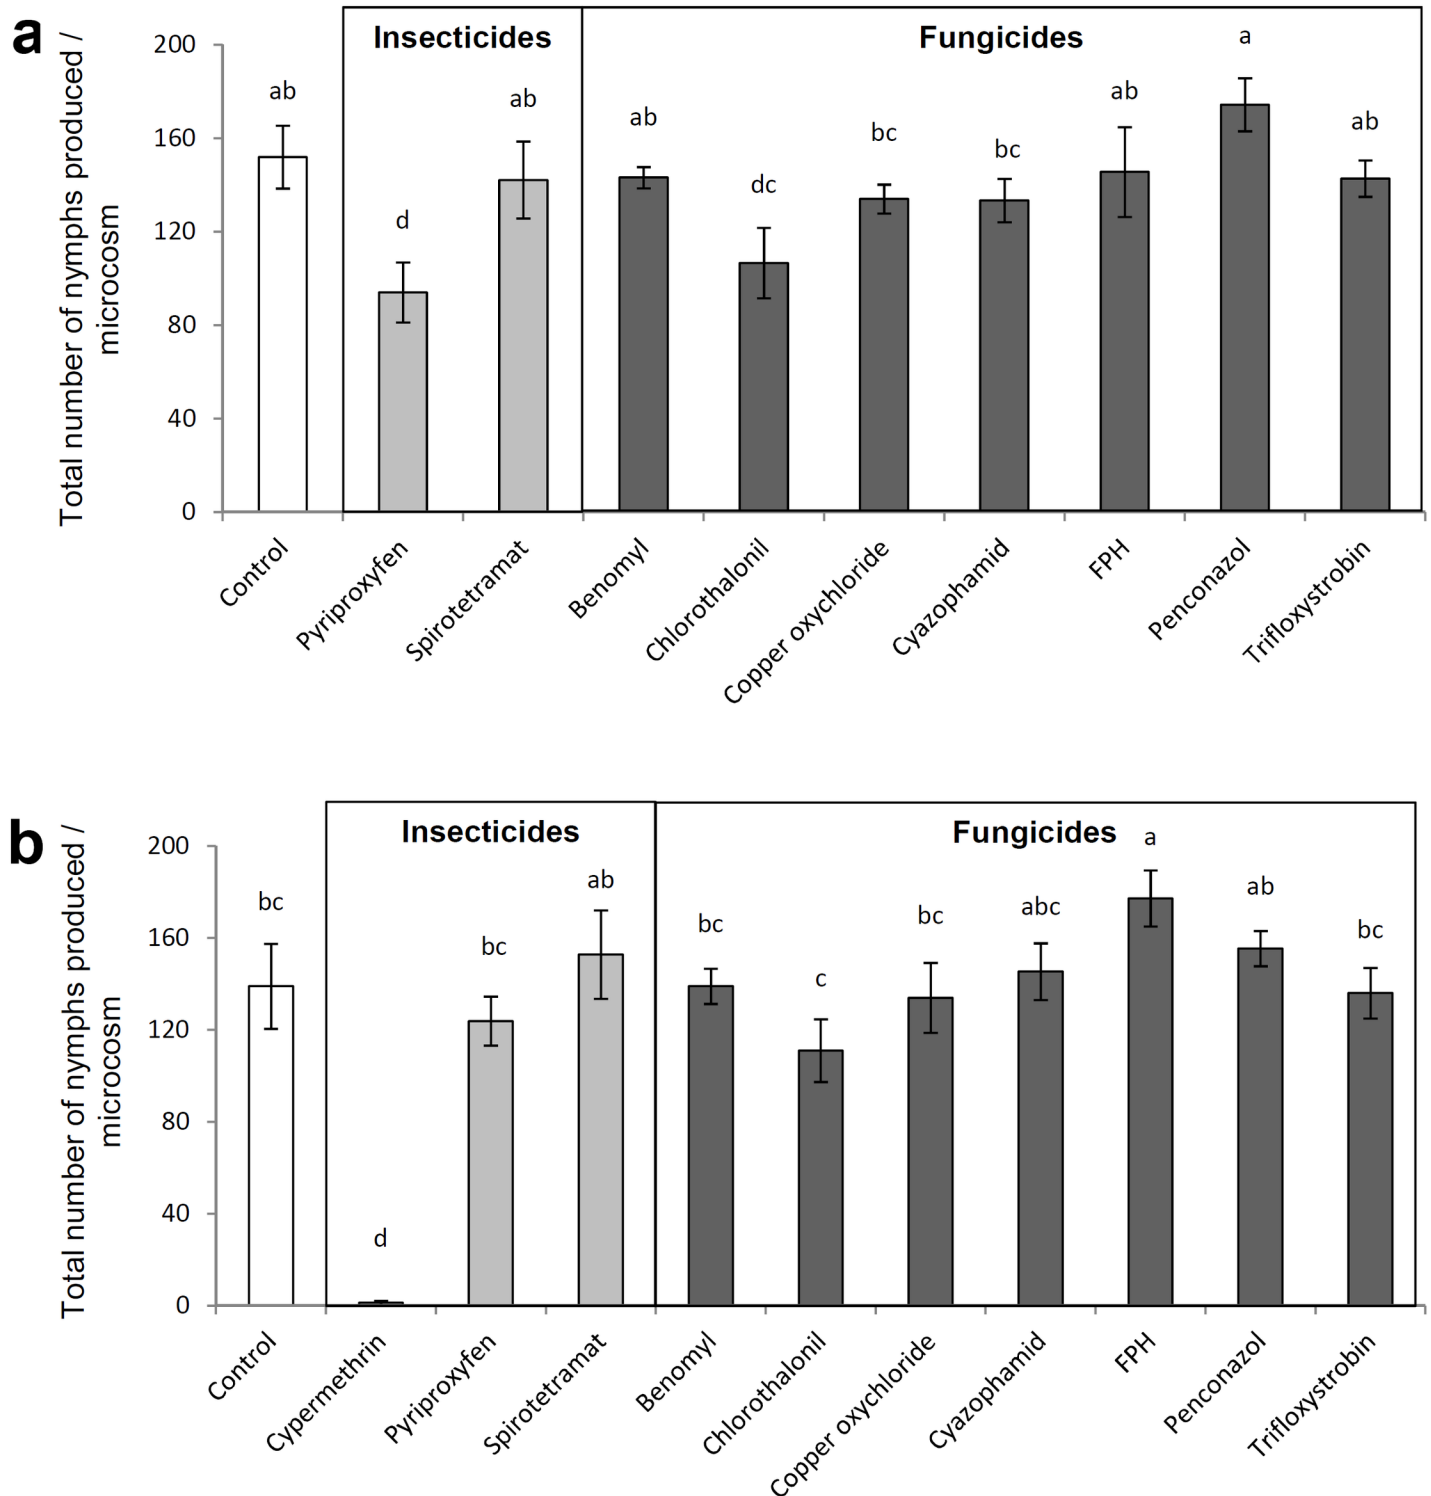 a
Insecticides
Fungicides
Total number of nymphs produced /
microcosm
200
160
120
80
40
0
ab
d
ab
ab
dc
bc
bc
ab
a
ab
Control
Pyriproxyfen
Spirotetramat
Benomyl
Chlorothalonil
Copper oxychloride
Cyazophamid
FPH
Penconazol
Trifloxystrobin
b
Insecticides
Fungicides
Total number of nymphs produced /
microcosm
200
160
120
80
40
0
bc
d
bc
ab
bc
c
bc
abc
a
ab
bc
Control
Cypermethrin
Pyriproxyfen
Spirotetramat
Benomyl
Chlorothalonil
Copper oxychloride
Cyazophamid
FPH
Penconazol
Trifloxystrobin